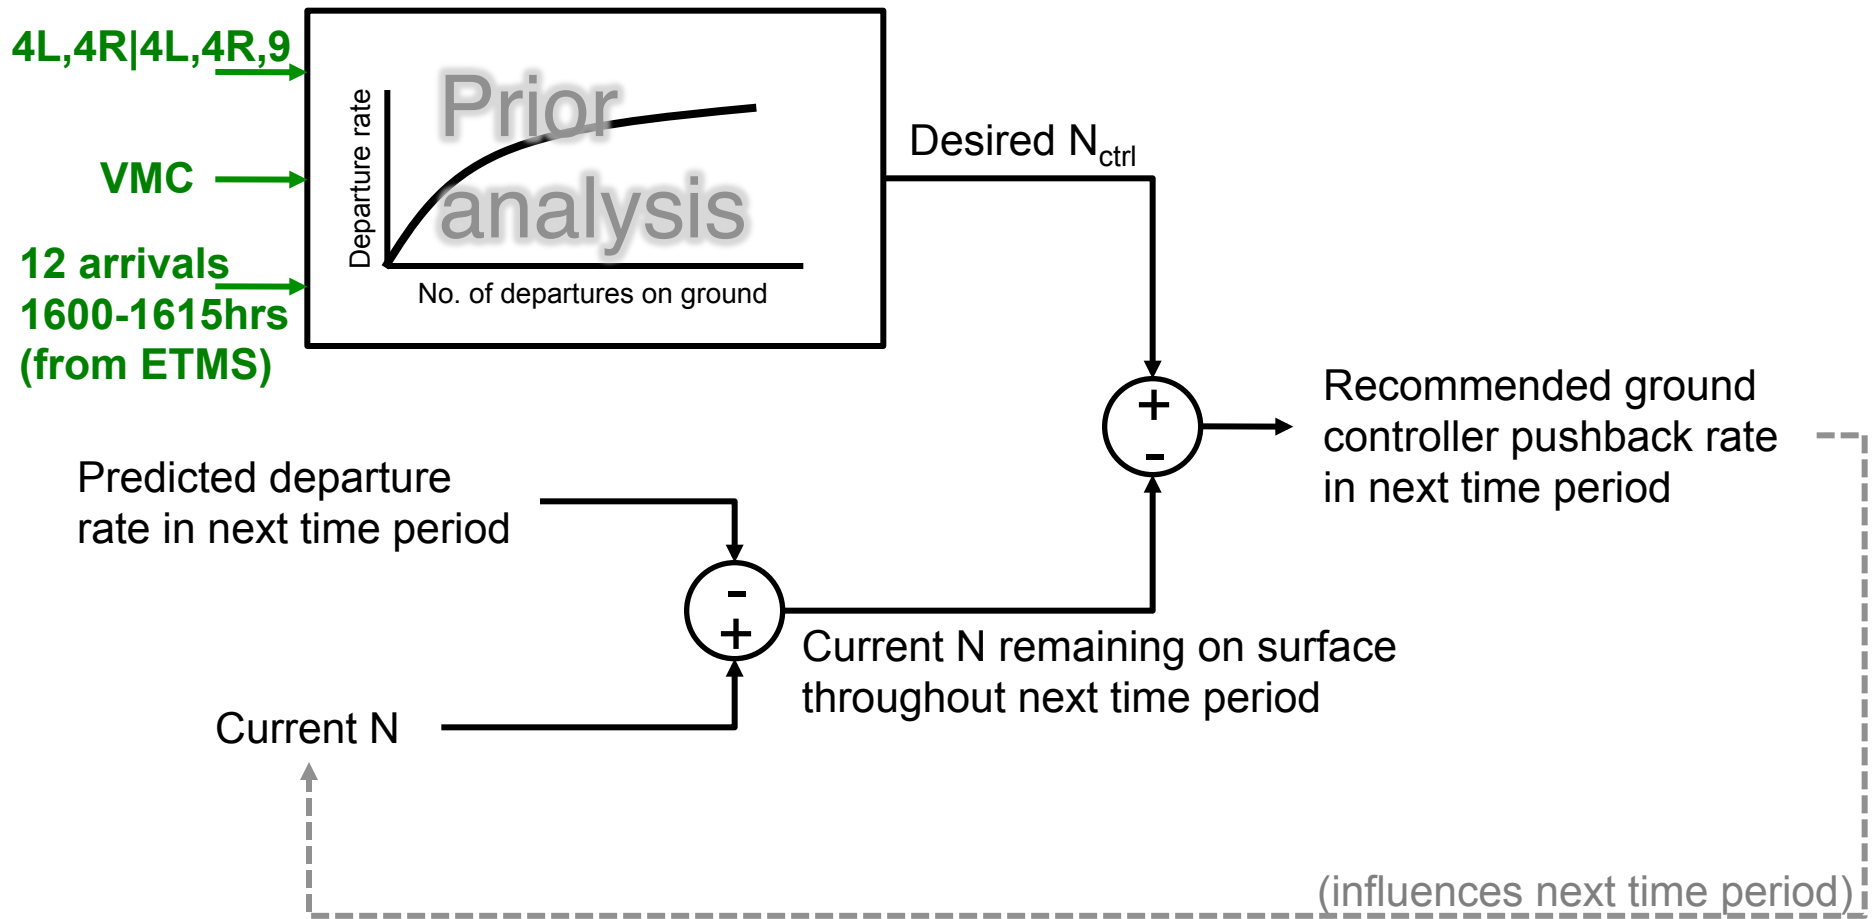 4L,4R|4L,4R,9
VMC
12 arrivals
1600-1615hrs
(from ETMS)
Departure rate
Prior
analysis
No. of departures on ground
Desired N_ctrl
+
-
Recommended ground
controller pushback rate
in next time period
Predicted departure
rate in next time period
-
+
Current N remaining on surface
throughout next time period
Current N
(influences next time period)